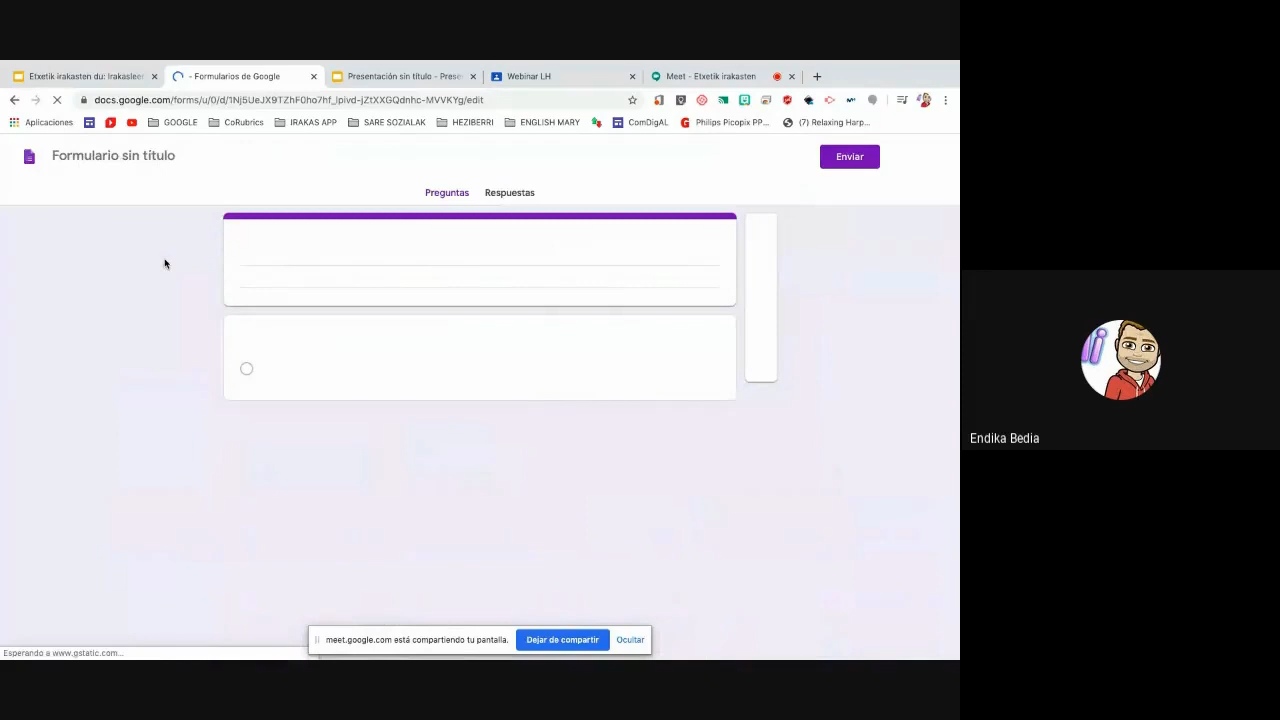 Etxetik irakasten du: Irakasleor
- Formularios de Google
Presentación sin título - Prese
Webinar LH
Meet - Etxetik irakasten
docs.google.com/forms/u/0/d/1Nj5UeJX9TZhF0ho7hf_lpivd-jZtXXGQdnhc-MVVKYg/edit
Aplicaciones
GOOGLE
CoRubrics
IRAKAS APP
SARE SOZIALAK
HEZIBERRI
ENGLISH MARY
ComDigAL
Philips Picopix PP...
(7) Relaxing Harp...
Formulario sin título
Enviar
Preguntas
Respuestas
Endika Bedia
meet.google.com está compartiendo tu pantalla.
Dejar de compartir
Ocultar
Esperando a www.gstatic.com...